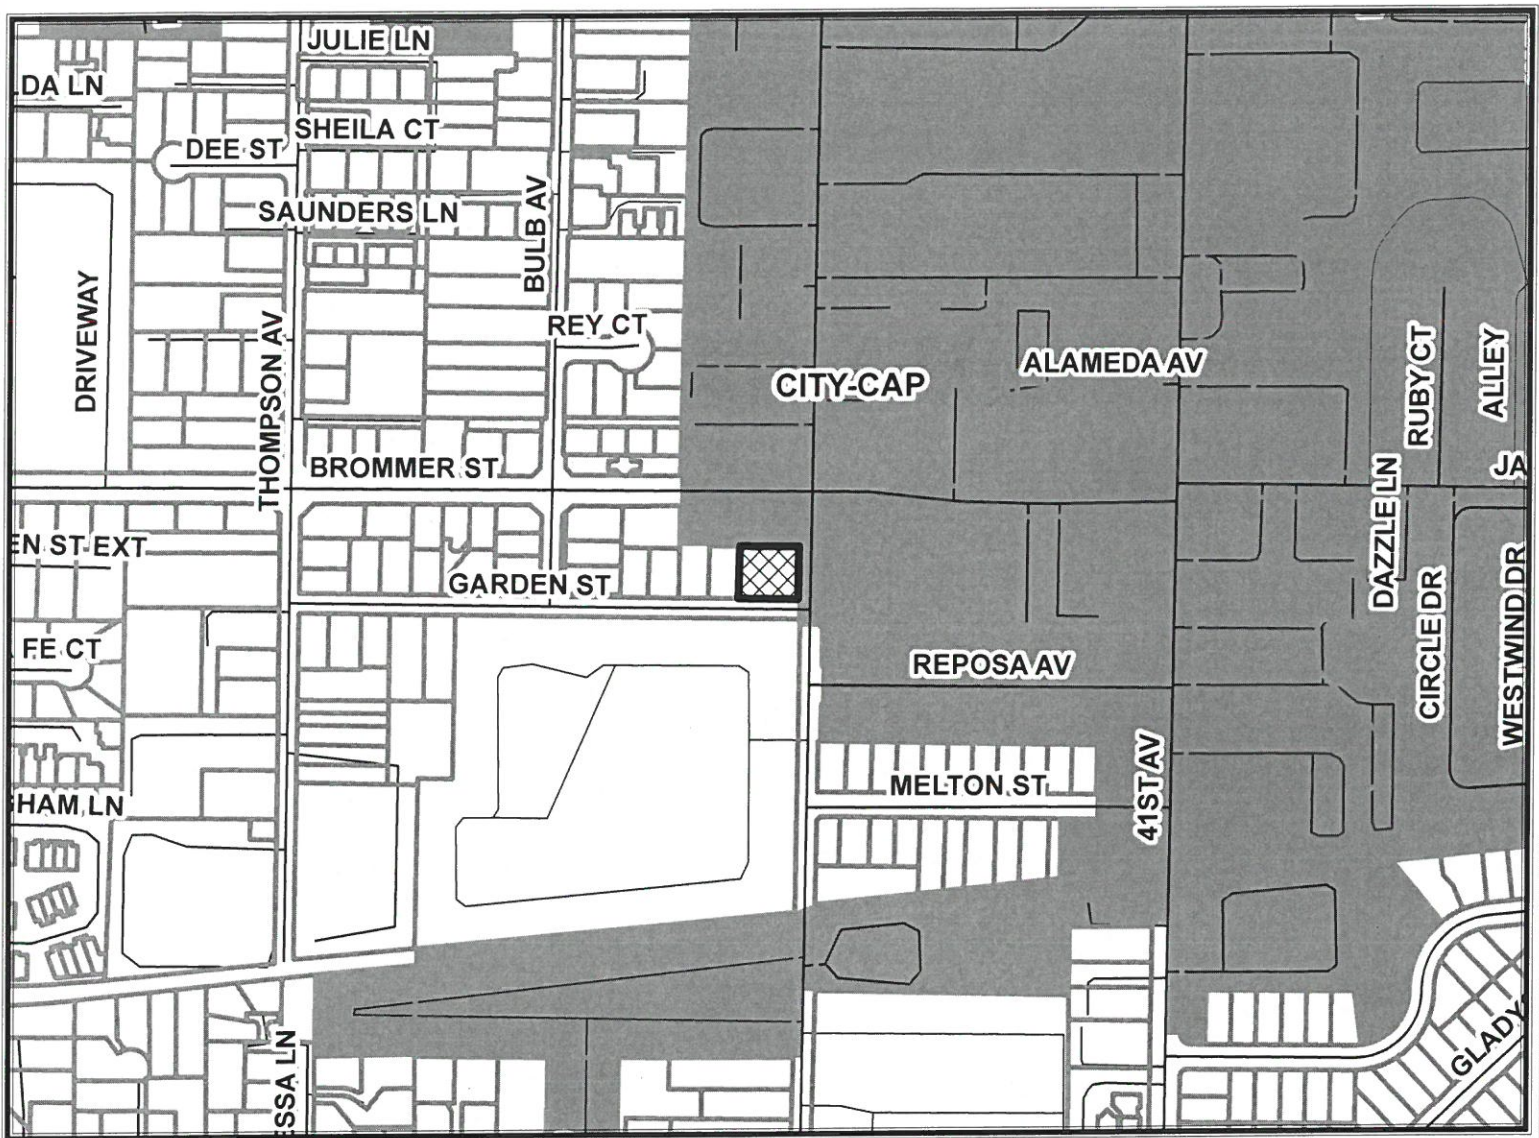 JULIE LN
DA LN
SHEILA CT
DEE ST
SAUNDERS LN
BULB AV
DRIVEWAY
THOMPSON AV
REY CT
ALAMEDA AV
CITY-CAP
RUBY CT
ALLEY
BROMMER ST
JA
DAZZLE LN
EN ST EXT
GARDEN ST
CIRCLE DR
WESTWIND DR
FE CT
REPOSA AV
MELTON ST
41ST AV
HAM LN
GLADY
ESSA LN